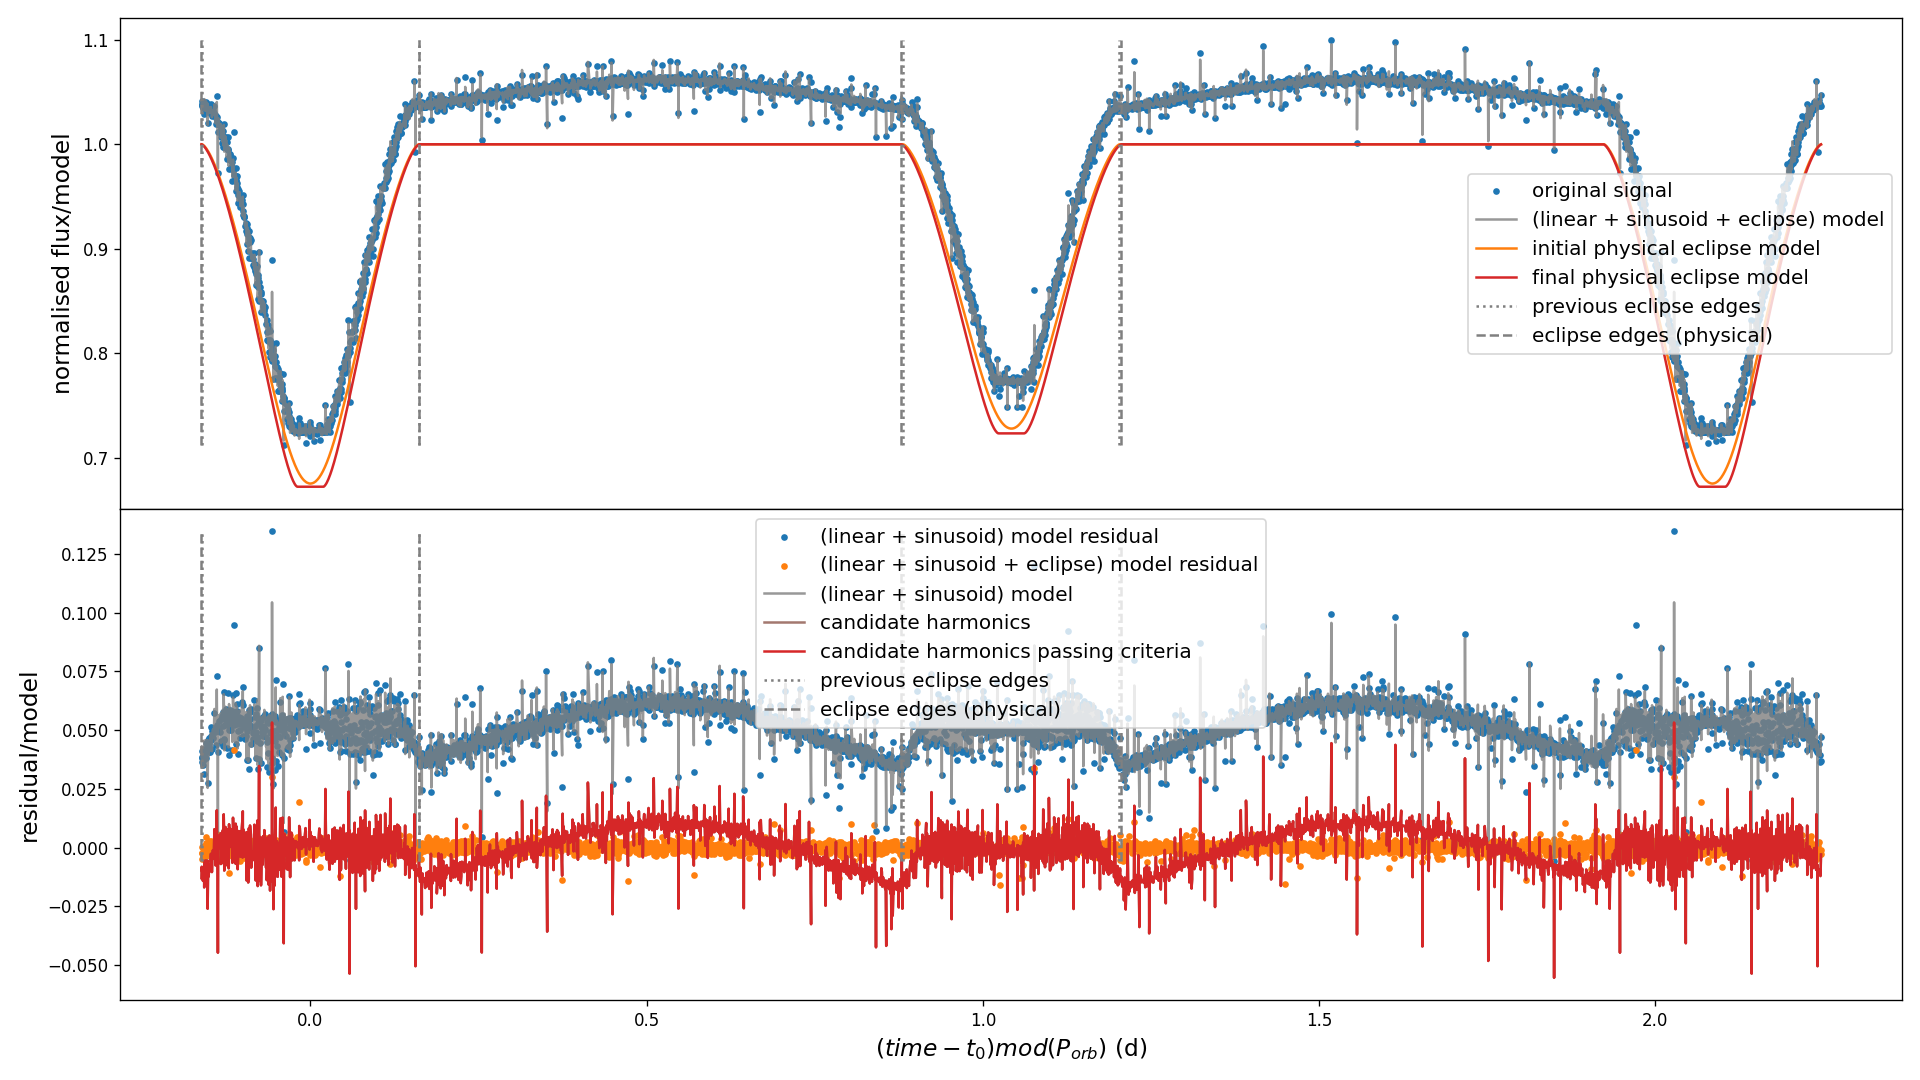 normalised flux/model
1.1
1.0
0.9
0.8
0.7
original signal
(linear + sinusoid + eclipse) model
initial physical eclipse model
final physical eclipse model
previous eclipse edges
eclipse edges (physical)
residual/model
0.125
0.100
0.075
0.050
0.025
0.000
−0.025
−0.050
(linear + sinusoid) model residual
(linear + sinusoid + eclipse) model residual
(linear + sinusoid) model
candidate harmonics
candidate harmonics passing criteria
previous eclipse edges
eclipse edges (physical)
0.0 0.5 1.0 1.5 2.0
(time − t₀)mod(Pₒᵣb) (d)